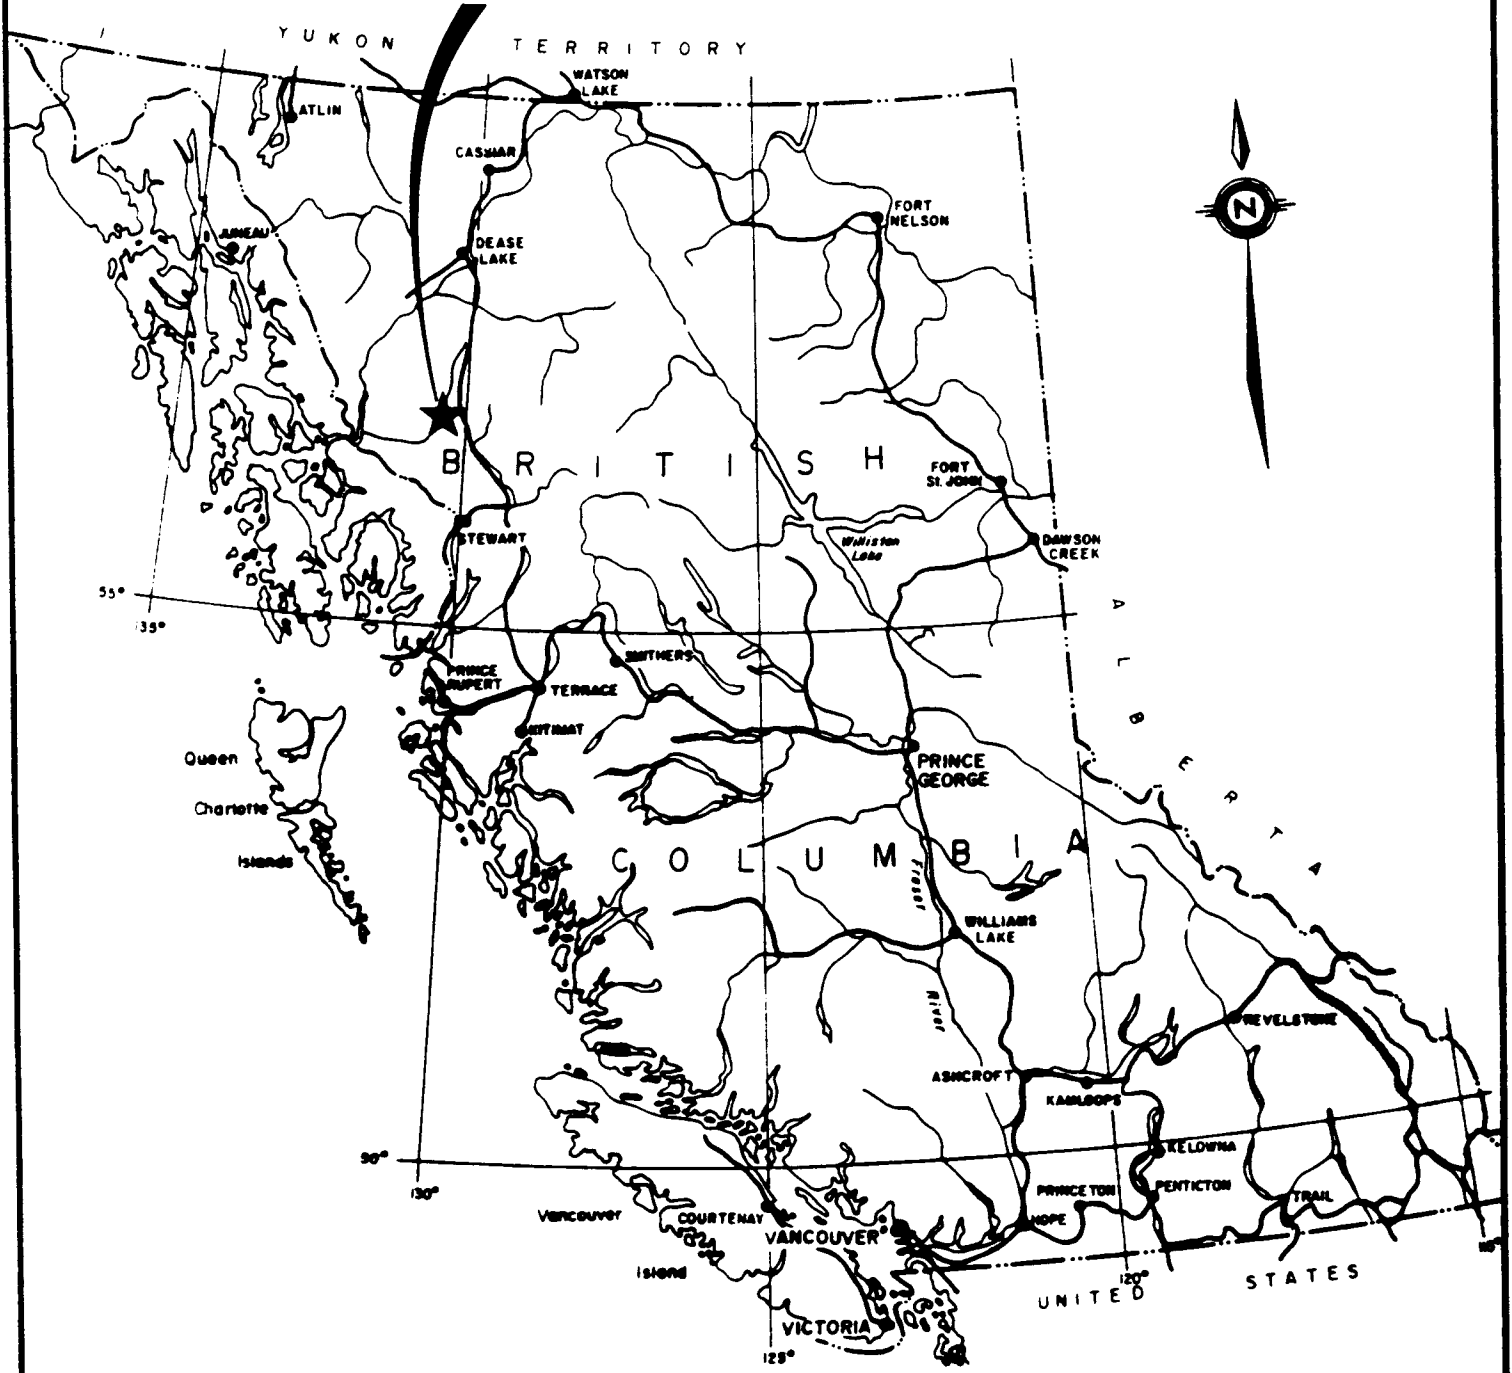 YUKON TERRITORY
WATSON
LAKE
ATLIN
CASSIAR
FORT
NELSON
JUNEAU
DEASE
LAKE
N
BRITISH
FORT
St. JOHN
STEWART
Williston
Lake
DAWSON
CREEK
55°
135°
ALBERTA
SMITHERS
PRINCE
RUPERT
TERRACE
KITIMAT
Queen
Charlotte
Islands
PRINCE
GEORGE
COLUMBIA
Fraser
River
WILLIAMS
LAKE
REVELSTOKE
ASHCROFT
KAMLOOPS
KELOWNA
50°
130°
PRINCETON
PENTICTON
TRAIL
HOPE
Vancouver
Island
COURTENAY
VANCOUVER
VICTORIA
125°
120°
UNITED STATES